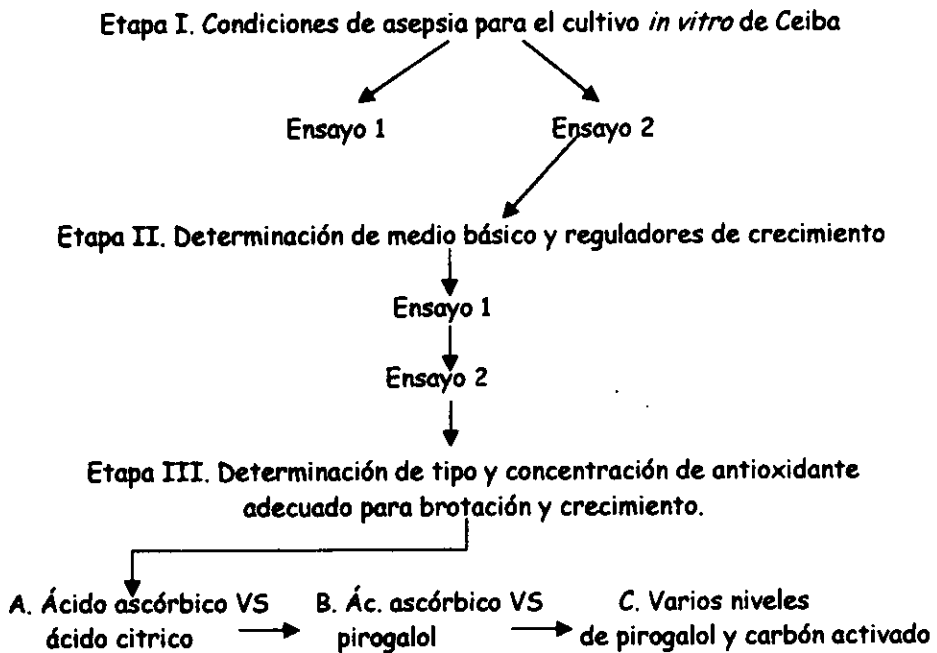 Etapa I. Condiciones de asepsia para el cultivo in vitro de Ceiba
Ensayo 1 Ensayo 2
Etapa II. Determinación de medio básico y reguladores de crecimiento
Ensayo 1
Ensayo 2
Etapa III. Determinación de tipo y concentración de antioxidante
adecuado para brotación y crecimiento.
A. Ácido ascórbico VS
ácido citrico
B. Ác. ascórbico VS
pirogalol
C. Varios niveles
de pirogalol y carbón activado